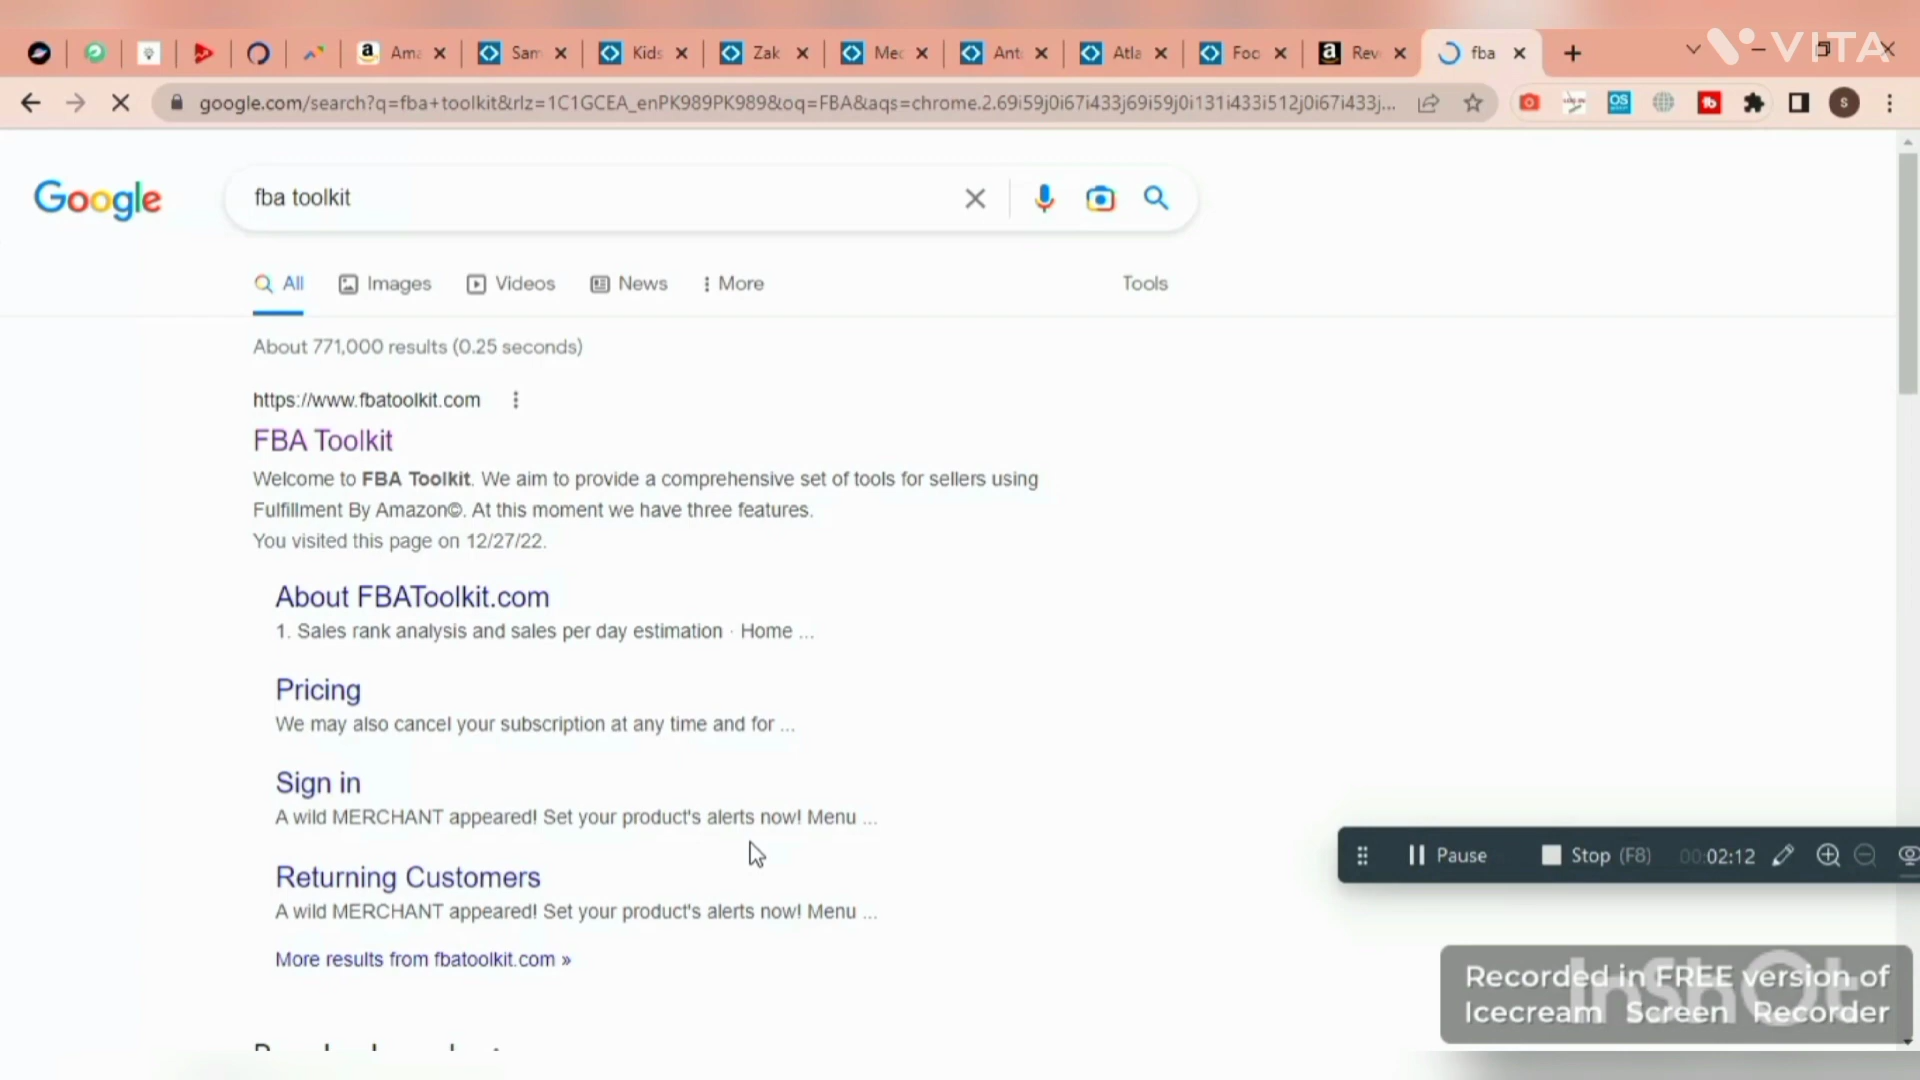 Ama
Sam
Kids
Zak
Mec
Ant
Atla
Foo
Rev
fba
VITA
google.com/search?q=fba+toolkit&rlz=1C1GCEA_enPK989PK989&oq=FBA&aqs=chrome.2.69i59j0i67i433j69i59j0i131i433i512j0i67i433j...
Google
fba toolkit
All
Images
Videos
News
More
Tools
About 771,000 results (0.25 seconds)
https://www.fbatoolkit.com
FBA Toolkit
Welcome to FBA Toolkit. We aim to provide a comprehensive set of tools for sellers using
Fulfillment By Amazon©. At this moment we have three features.
You visited this page on 12/27/22.
About FBAToolkit.com
1. Sales rank analysis and sales per day estimation · Home ...
Pricing
We may also cancel your subscription at any time and for ...
Sign in
A wild MERCHANT appeared! Set your product's alerts now! Menu ...
Returning Customers
A wild MERCHANT appeared! Set your product's alerts now! Menu ...
More results from fbatoolkit.com »
Pause
Stop (F8)
00:02:12
InShot
Recorded in FREE version of
Icecream Screen Recorder